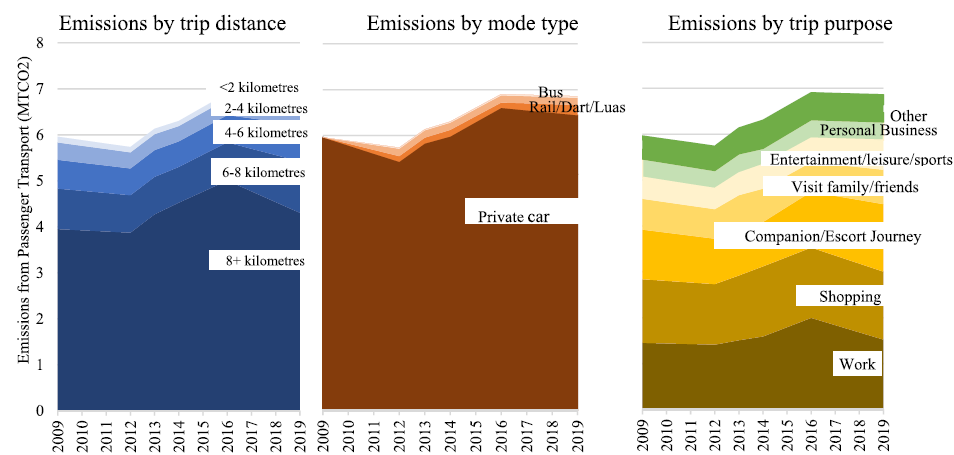 Emissions by trip distance
Emissions by mode type
Emissions by trip purpose
Emissions from Passenger Transport (MTCO2)
8
7
6
5
4
3
2
1
0
<2 kilometres
2-4 kilometres
4-6 kilometres
6-8 kilometres
8+ kilometres
2009
2010
2011
2012
2013
2014
2015
2016
2017
2018
2019
Bus
Rail/Dart/Luas
Private car
2009
2010
2011
2012
2013
2014
2015
2016
2017
2018
2019
Other
Personal Business
Entertainment/leisure/sports
Visit family/friends
Companion/Escort Journey
Shopping
Work
2009
2010
2011
2012
2013
2014
2015
2016
2017
2018
2019